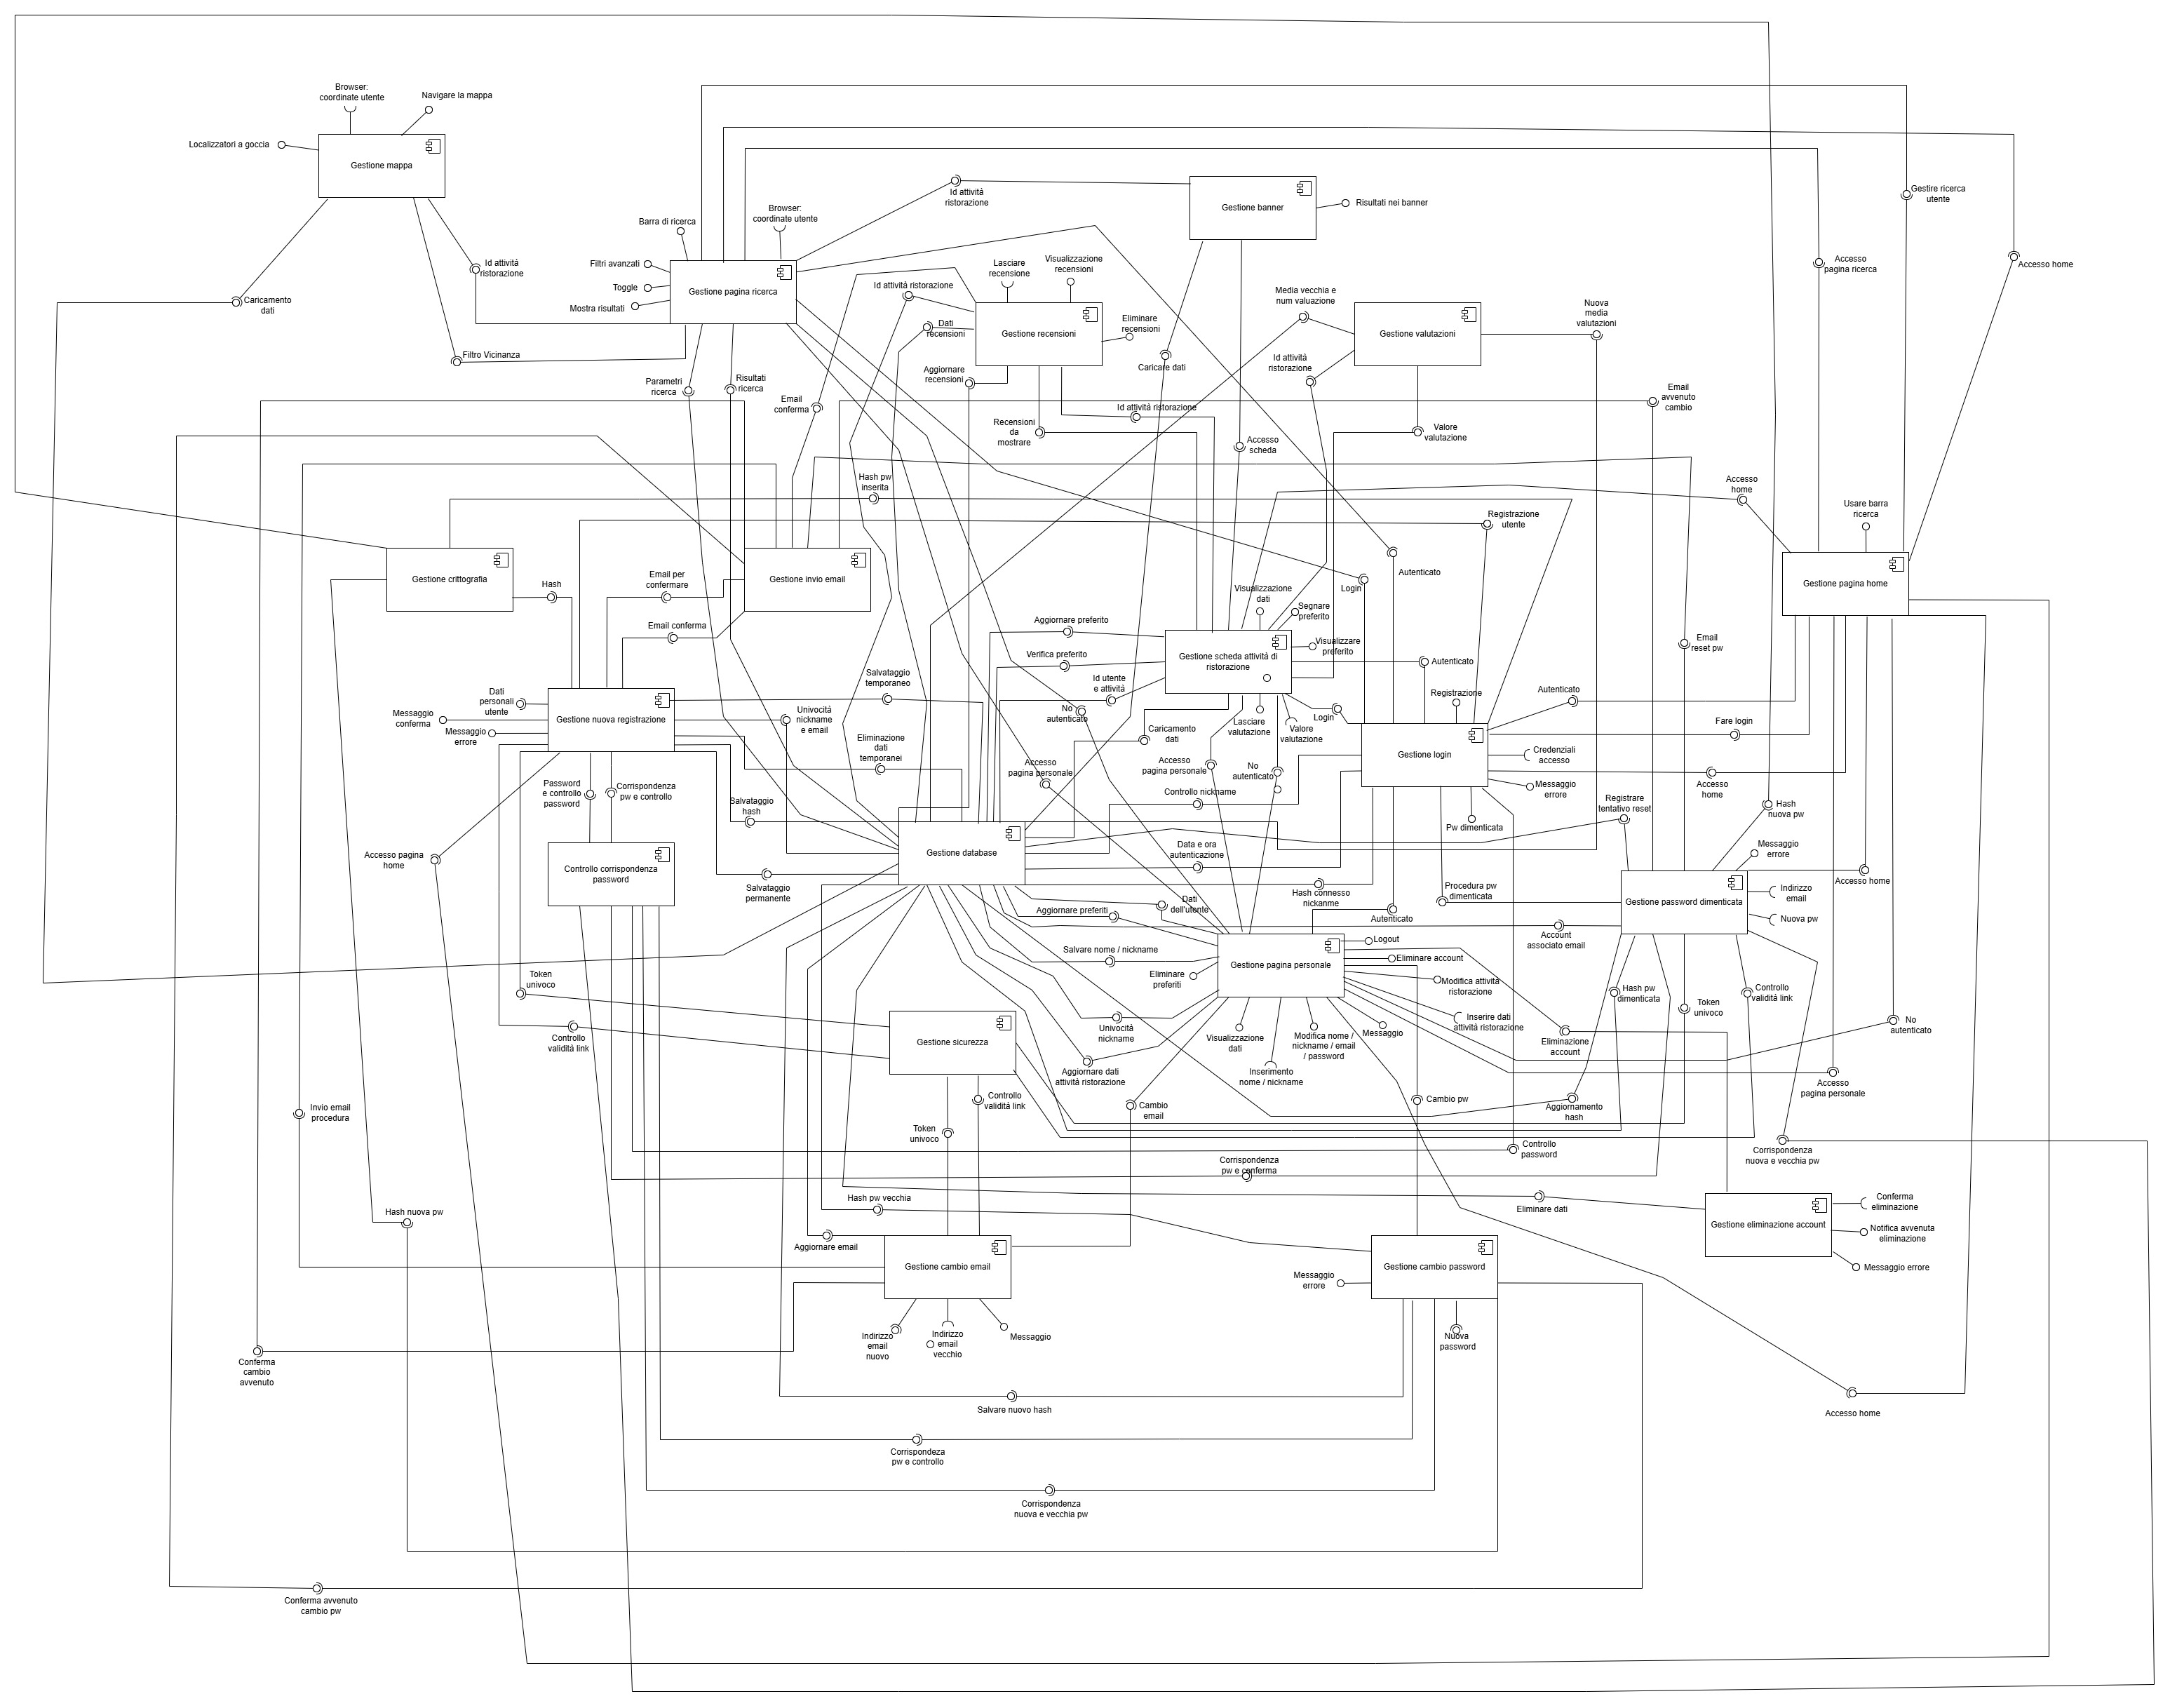 Browser:
coordinate utente
Navigare la mappa
Localizzatori a goccia
Gestione mappa
Gestire ricerca
utente
Id attività
ristorazione
Gestione banner
Risultati nei banner
Barra di ricerca
Browser:
coordinate utente
Accesso
pagina ricerca
Accesso home
Id attività
ristorazione
Filtri avanzati
Toggle
Mostra risultati
Gestione pagina ricerca
Lasciare
recensione
Visualizzazione
recensioni
Id attività ristorazione
Media vecchia e
num valuazione
Nuova
media
valutazioni
Caricamento
dati
Dati
recensioni
Gestione recensioni
Eliminare
recensioni
Gestione valutazioni
Filtro Vicinanza
Id attività
ristorazione
Caricare dati
Aggiornare
recensioni
Parametri
ricerca
Risultati
ricerca
Email
conferma
Email
avvenuto
cambio
Id attività ristorazione
Recensioni
da
mostrare
Valore
valutazione
Accesso
scheda
Hash pw
inserita
Accesso
home
Usare barra
ricerca
Registrazione
utente
Gestione crittografia
Hash
Email per
confermare
Gestione invio email
Autenticato
Login
Gestione pagina home
Visualizzazione
dati
Segnare
preferito
Aggiornare preferito
Email conferma
Visualizzare
preferito
Email
reset pw
Verifica preferito
Gestione scheda attività di
ristorazione
Autenticato
Salvataggio
temporaneo
Id utente
e attività
Registrazione
Autenticato
Dati
personali
utente
Messaggio
conferma
Messaggio
errore
Gestione nuova registrazione
Univocità
nickname
e email
No
autenticato
Lasciare
valutazione
Valore
valutazione
Login
Fare login
Caricamento
dati
Eliminazione
dati
temporanei
Gestione login
Credenziali
accesso
Accesso
pagina personale
Accesso
pagina personale
No
autenticato
Messaggio
errore
Accesso
home
Password
e controllo
password
Corrispondenza
pw e controllo
Controllo nickname
Salvataggio
hash
Registrare
tentativo reset
Hash
nuova pw
Pw dimenticata
Accesso pagina
home
Gestione database
Data e ora
autenticazione
Messaggio
errore
Controllo corrispondenza
password
Salvataggio
permanente
Hash connesso
nicknanme
Procedura pw
dimenticata
Accesso home
Gestione password dimenticata
Indirizzo
email
Nuova pw
Aggiornare preferiti
Dati
dell'utente
Autenticato
Account
associato email
Logout
Salvare nome / nickname
Gestione pagina personale
Eliminare account
Eliminare
preferiti
Modifica attivita
ristorazione
Token
univoco
Hash pw
dimenticata
Token
univoco
Controllo
validità link
Inserire dati
attività ristorazione
Univocità
nickname
No
autenticato
Controllo
validità link
Gestione sicurezza
Visualizzazione
dati
Modifica nome /
nickname / email
/ password
Messaggio
Eliminazione
account
Aggiornare dati
attività ristorazione
Inserimento
nome / nickname
Accesso
pagina personale
Invio email
procedura
Controllo
validità link
Cambio
email
Cambio pw
Aggiornamento
hash
Token
univoco
Controllo
password
Corrispondenza
nuova e vecchia pw
Corrispondenza
pw e conferma
Hash pw vecchia
Hash nuova pw
Eliminare dati
Conferma
eliminazione
Gestione eliminazione account
Notifica avvenuta
eliminazione
Messaggio errore
Aggiornare email
Gestione cambio email
Gestione cambio password
Messaggio
errore
Indirizzo
email
nuovo
Indirizzo
email
vecchio
Messaggio
Nuova
password
Conferma
cambio
avvenuto
Salvare nuovo hash
Accesso home
Corrispondeza
pw e controllo
Corrispondenza
nuova e vecchia pw
Conferma avvenuto
cambio pw